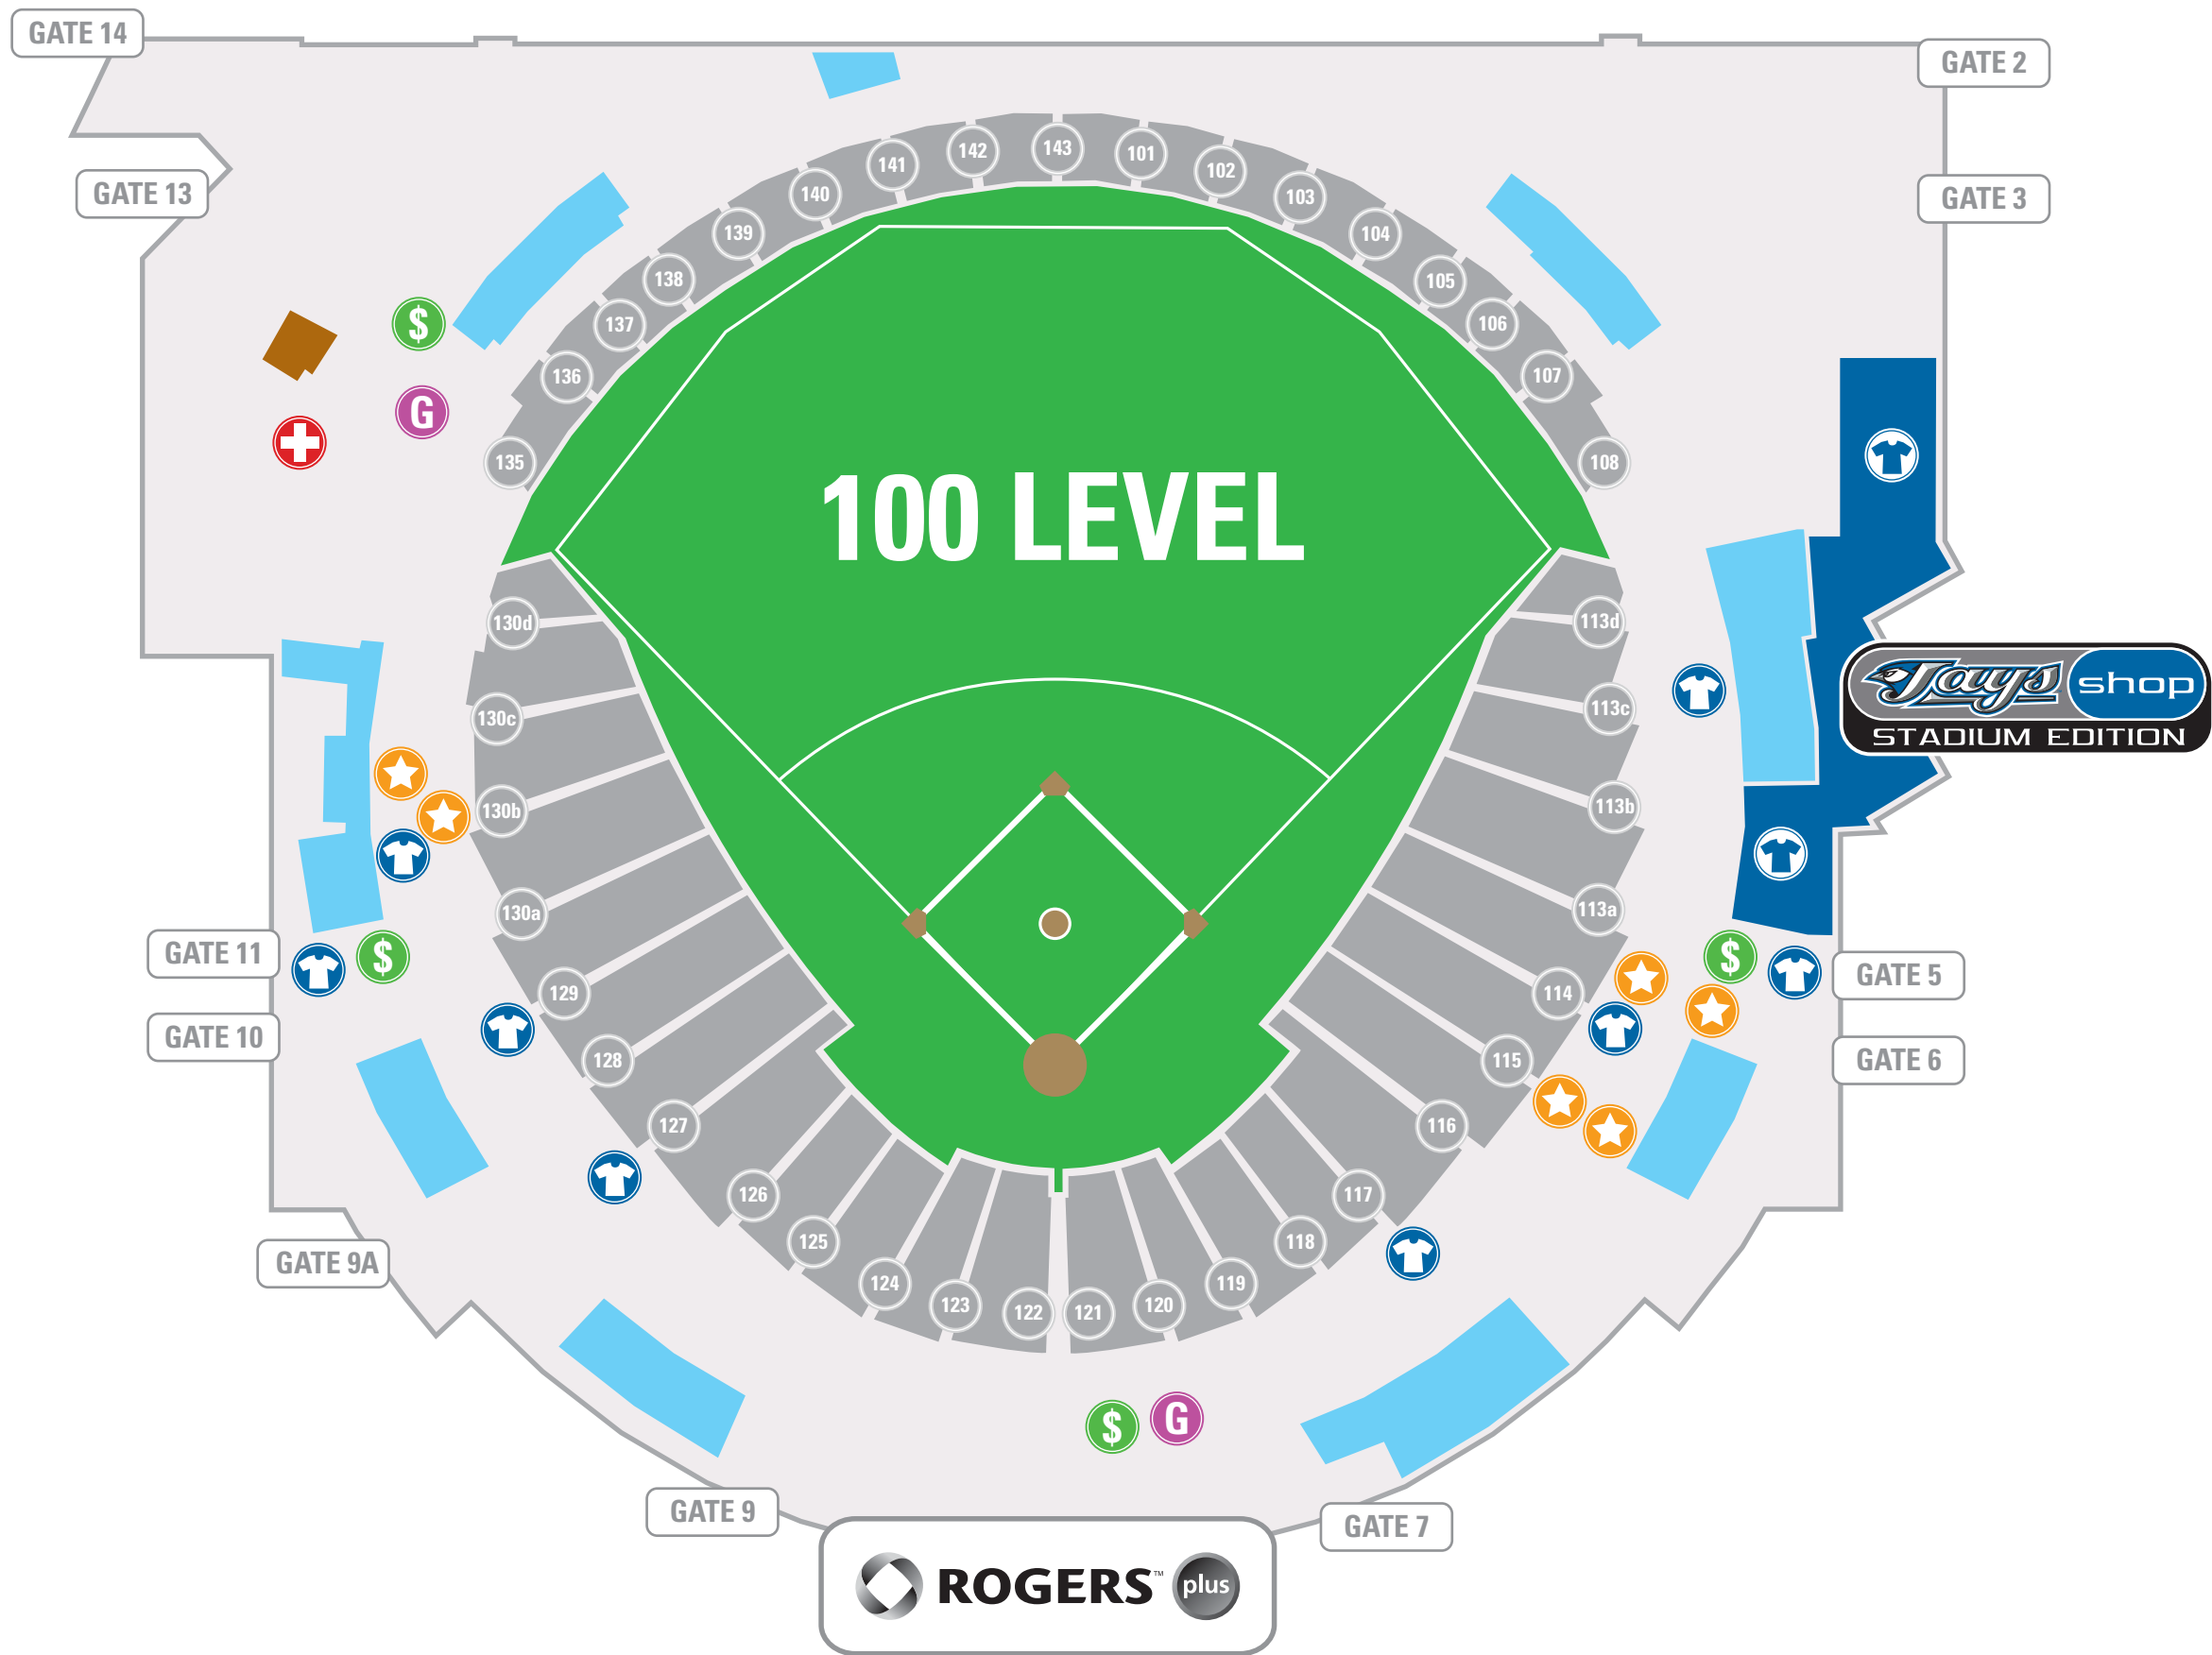 GATE 14
GATE 2
GATE 13
GATE 3
140
141
142
143
101
102
103
139
104
138
105
137
106
136
107
135
108
$
G
100 LEVEL
130d
113d
130c
113c
130b
113b
130a
113a
Jays shop
STADIUM EDITION
GATE 11
$
$
GATE 5
129
114
GATE 10
GATE 6
128
115
127
116
126
117
125
118
124
119
123
122
121
120
GATE 9A
$
G
GATE 9
GATE 7
ROGERS™ plus